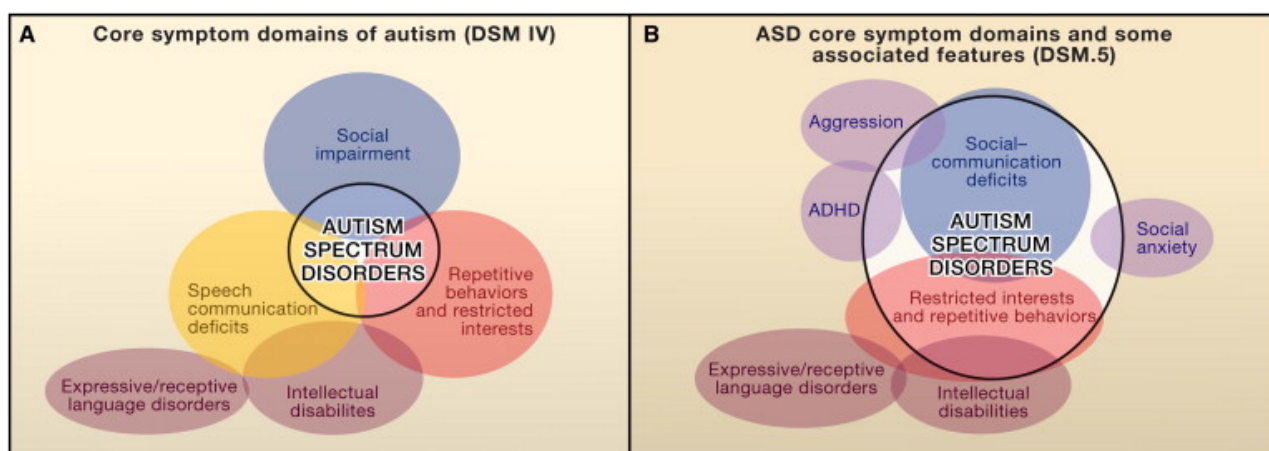 A
Core symptom domains of autism (DSM IV)
Social
impairment
AUTISM
SPECTRUM
DISORDERS
Speech
communication
deficits
Repetitive
behaviors
and restricted
interests
Expressive/receptive
language disorders
Intellectual
disabilites
B
ASD core symptom domains and some
associated features (DSM.5)
Aggression
Social–
communication
deficits
ADHD
AUTISM
SPECTRUM
DISORDERS
Social
anxiety
Restricted interests
and repetitive behaviors
Expressive/receptive
language disorders
Intellectual
disabilities